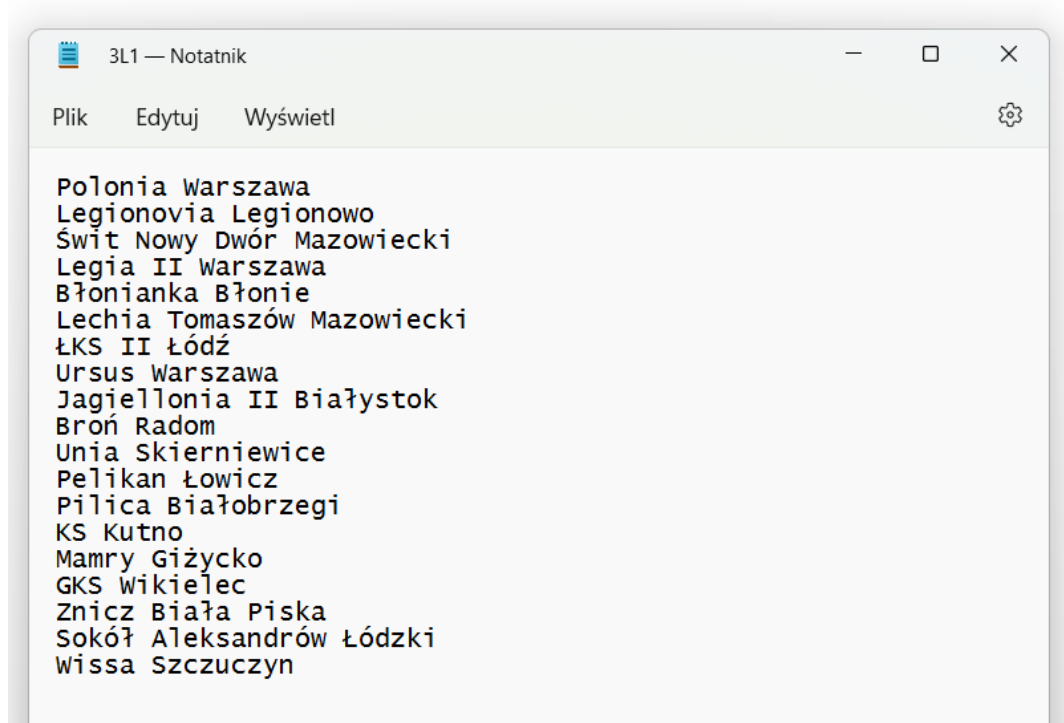 3L1 — Notatnik
Plik Edytuj Wyświetl
Polonia Warszawa
Legionovia Legionowo
Świt Nowy Dwór Mazowiecki
Legia II Warszawa
Błonianka Błonie
Lechia Tomaszów Mazowiecki
ŁKS II Łódź
Ursus Warszawa
Jagiellonia II Białystok
Broń Radom
Unia Skierniewice
Pelikan Łowicz
Pilica Białobrzegi
KS Kutno
Mamry Giżycko
GKS Wikielec
Znicz Biała Piska
Sokół Aleksandrów Łódzki
Wissa Szczuczyn